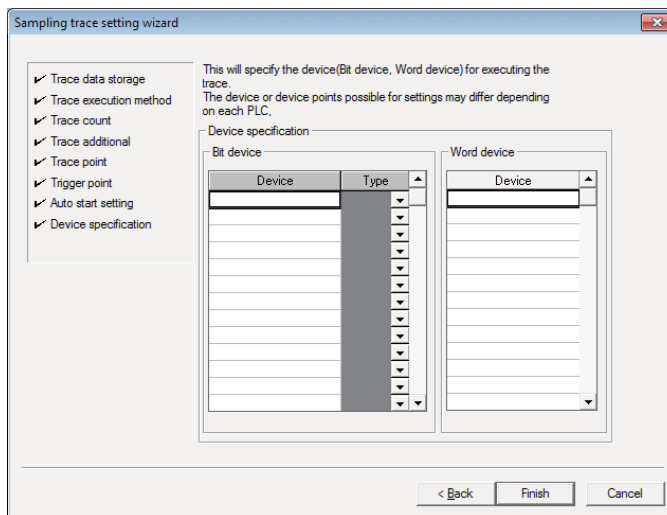 Sampling trace setting wizard
Trace data storage
Trace execution method
Trace count
Trace additional
Trace point
Trigger point
Auto start setting
Device specification
This will specify the device(Bit device, Word device) for executing the
trace.
The device or device points possible for settings may differ depending
on each PLC,
Device specification
Bit device
Device Type
Word device
Device
< Back Finish Cancel